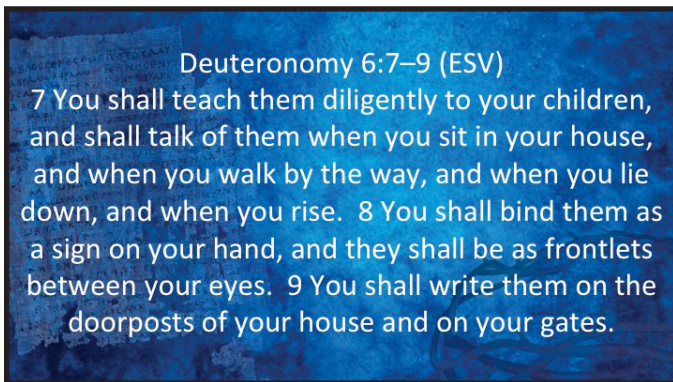 Deuteronomy 6:7–9 (ESV)
7 You shall teach them diligently to your children,
and shall talk of them when you sit in your house,
and when you walk by the way, and when you lie
down, and when you rise.  8 You shall bind them as
a sign on your hand, and they shall be as frontlets
between your eyes.  9 You shall write them on the
doorposts of your house and on your gates.